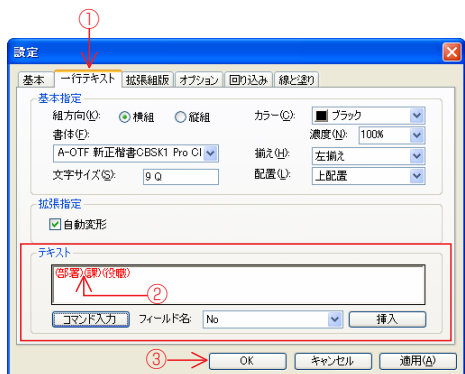 ①
設定
基本 一行テキスト 拡張組版 オプション 回り込み 線と塗り
基本指定
組方向(K): 横組 縦組 カラー(C): ブラック
書体(F): 濃度(N): 100%
A-OTF 新正楷書CBSK1 Pro Cl 揃え(H): 左揃え
文字サイズ(S): 9 Q 配置(L): 上配置
拡張指定
自動変形
テキスト
(部署)(課)(役職)
②
コマンド入力 フィールド名: No 挿入
③ OK キャンセル 適用(A)